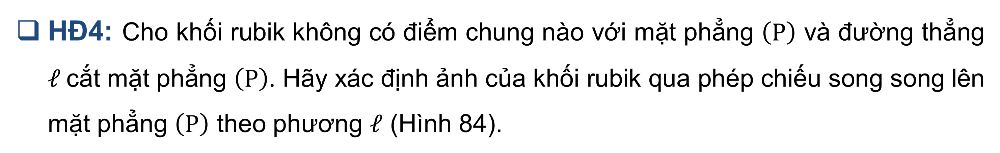 ❑ HĐ4: Cho khối rubik không có điểm chung nào với mặt phẳng (P) và đường thẳng
ℓ cắt mặt phẳng (P). Hãy xác định ảnh của khối rubik qua phép chiếu song song lên
mặt phẳng (P) theo phương ℓ (Hình 84).